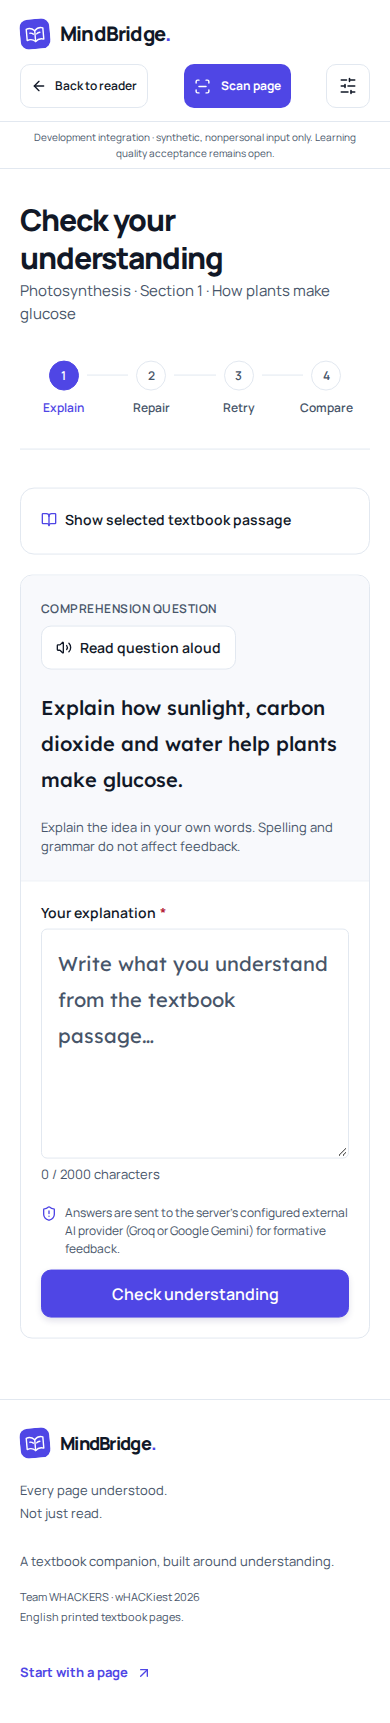 MindBridge.
Back to reader
Scan page
Development integration · synthetic, nonpersonal input only. Learning
quality acceptance remains open.
Check your
understanding
Photosynthesis · Section 1 · How plants make
glucose
1
2
3
4
Explain
Repair
Retry
Compare
Show selected textbook passage
COMPREHENSION QUESTION
Read question aloud
Explain how sunlight, carbon
dioxide and water help plants
make glucose.
Explain the idea in your own words. Spelling and
grammar do not affect feedback.
Your explanation *
Write what you understand
from the textbook
passage…
0 / 2000 characters
Answers are sent to the server's configured external
AI provider (Groq or Google Gemini) for formative
feedback.
Check understanding
MindBridge.
Every page understood.
Not just read.
A textbook companion, built around understanding.
Team WHACKERS · wHACKiest 2026
English printed textbook pages.
Start with a page